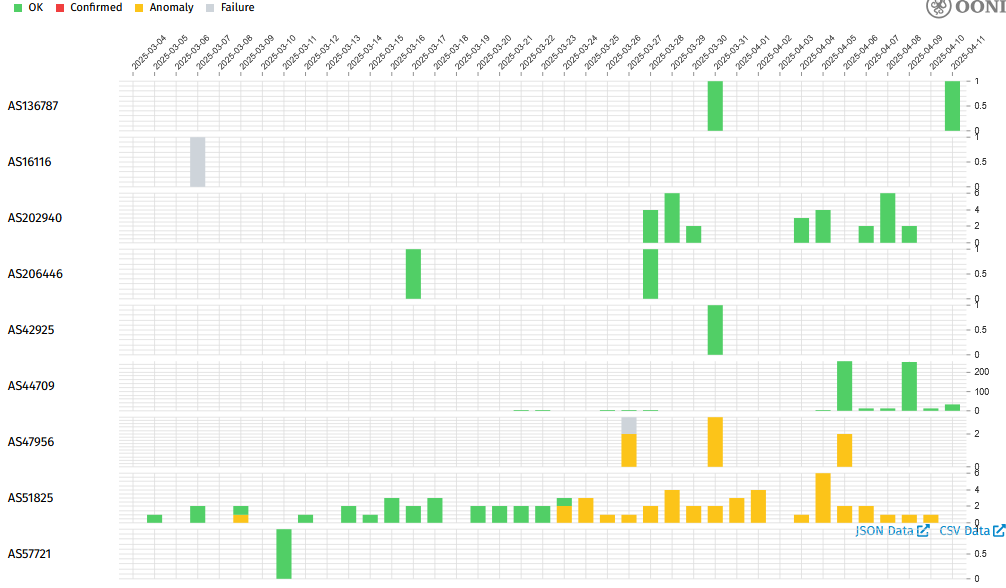 OK Confirmed Anomaly Failure
OONI
2025-03-04 2025-03-05 2025-03-06 2025-03-07 2025-03-08 2025-03-09 2025-03-10 2025-03-11 2025-03-12 2025-03-13 2025-03-14 2025-03-15 2025-03-16 2025-03-17 2025-03-18 2025-03-19 2025-03-20 2025-03-21 2025-03-22 2025-03-23 2025-03-24 2025-03-25 2025-03-26 2025-03-27 2025-03-28 2025-03-29 2025-03-30 2025-03-31 2025-04-01 2025-04-02 2025-04-03 2025-04-04 2025-04-05 2025-04-06 2025-04-07 2025-04-08 2025-04-09 2025-04-10 2025-04-11
1
AS136787
0.5
0
1
AS16116
0.5
0
6
4
AS202940
2
0
1
AS206446
0.5
0
1
AS42925
0.5
0
200
AS44709
100
0
2
AS47956
0
6
4
AS51825
2
0
JSON Data CSV Data
1
AS57721
0.5
0